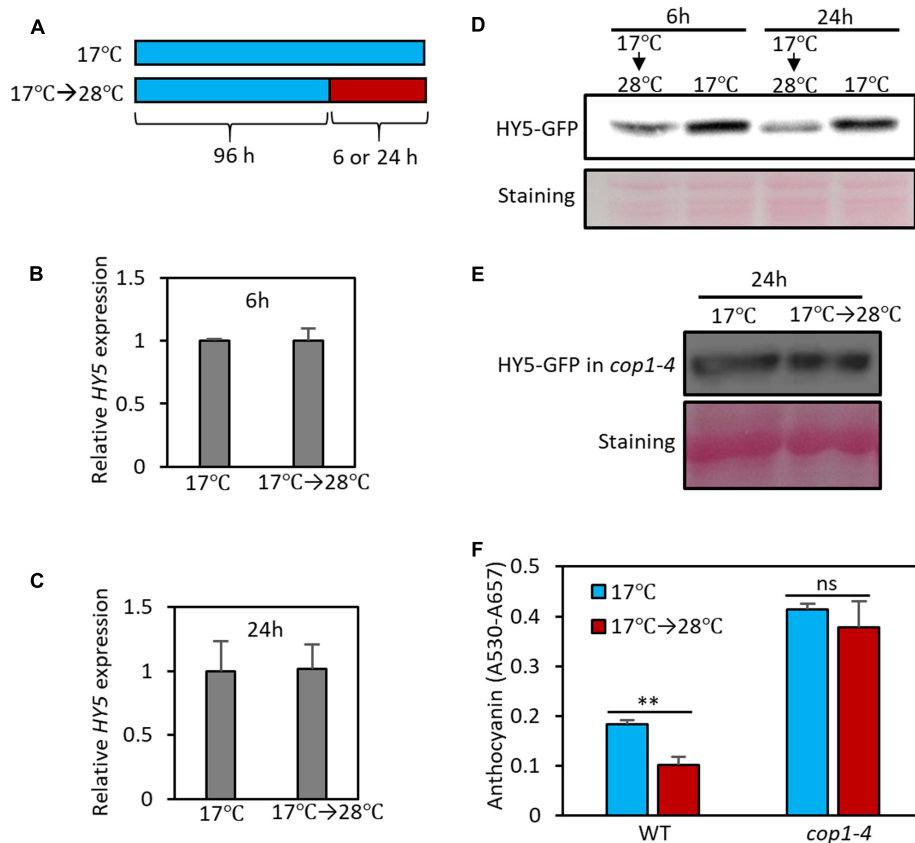 A
17°C
17°C→28°C
96 h
6 or 24 h
B
Relative HY5 expression
1.5
1
0.5
0
6h
17°C
17°C→28°C
C
Relative HY5 expression
1.5
1
0.5
0
24h
17°C
17°C→28°C
D
6h
24h
17°C
17°C
28°C
17°C
28°C
17°C
HY5-GFP
Staining
E
24h
17°C
17°C→28°C
HY5-GFP in cop1-4
Staining
F
Anthocyanin (A530-A657)
0.5
0.4
0.3
0.2
0.1
0
17°C
17°C→28°C
**
ns
WT
cop1-4